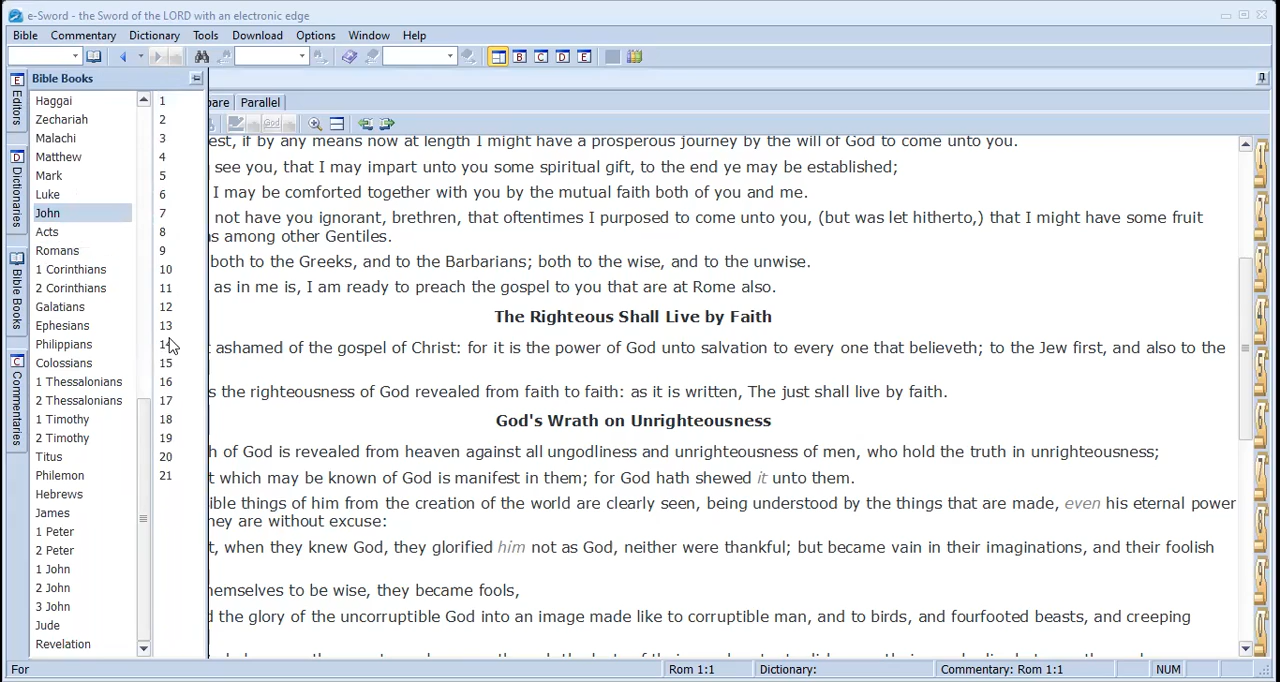 e-Sword - the Sword of the LORD with an electronic edge
Bible Commentary Dictionary Tools Download Options Window Help
B C D E
Bible Books
Haggai 1
pare Parallel
Zechariah 2
God
Malachi 3
est, if by any means now at length I might have a prosperous journey by the will of God to come unto you.
Matthew 4
see you, that I may impart unto you some spiritual gift, to the end ye may be established;
Mark 5
Luke 6
I may be comforted together with you by the mutual faith both of you and me.
John 7
not have you ignorant, brethren, that oftentimes I purposed to come unto you, (but was let hitherto,) that I might have some fruit
Acts 8
s among other Gentiles.
Romans 9
both to the Greeks, and to the Barbarians; both to the wise, and to the unwise.
1 Corinthians 10
2 Corinthians 11
as in me is, I am ready to preach the gospel to you that are at Rome also.
Galatians 12
The Righteous Shall Live by Faith
Ephesians 13
Philippians 14
t ashamed of the gospel of Christ: for it is the power of God unto salvation to every one that believeth; to the Jew first, and also to the
Colossians 15
1 Thessalonians 16
s the righteousness of God revealed from faith to faith: as it is written, The just shall live by faith.
2 Thessalonians 17
1 Timothy 18
God's Wrath on Unrighteousness
2 Timothy 19
h of God is revealed from heaven against all ungodliness and unrighteousness of men, who hold the truth in unrighteousness;
Titus 20
Philemon 21
t which may be known of God is manifest in them; for God hath shewed it unto them.
Hebrews
ible things of him from the creation of the world are clearly seen, being understood by the things that are made, even his eternal power
James
hey are without excuse:
1 Peter
2 Peter
t, when they knew God, they glorified him not as God, neither were thankful; but became vain in their imaginations, and their foolish
1 John
2 John
hemselves to be wise, they became fools,
3 John
d the glory of the uncorruptible God into an image made like to corruptible man, and to birds, and fourfooted beasts, and creeping
Jude
Revelation
E Editors
D Dictionaries
Bible Books
C Commentaries
1
2
3
4
5
6
7
8
9
0
For Rom 1:1 Dictionary: Commentary: Rom 1:1 NUM